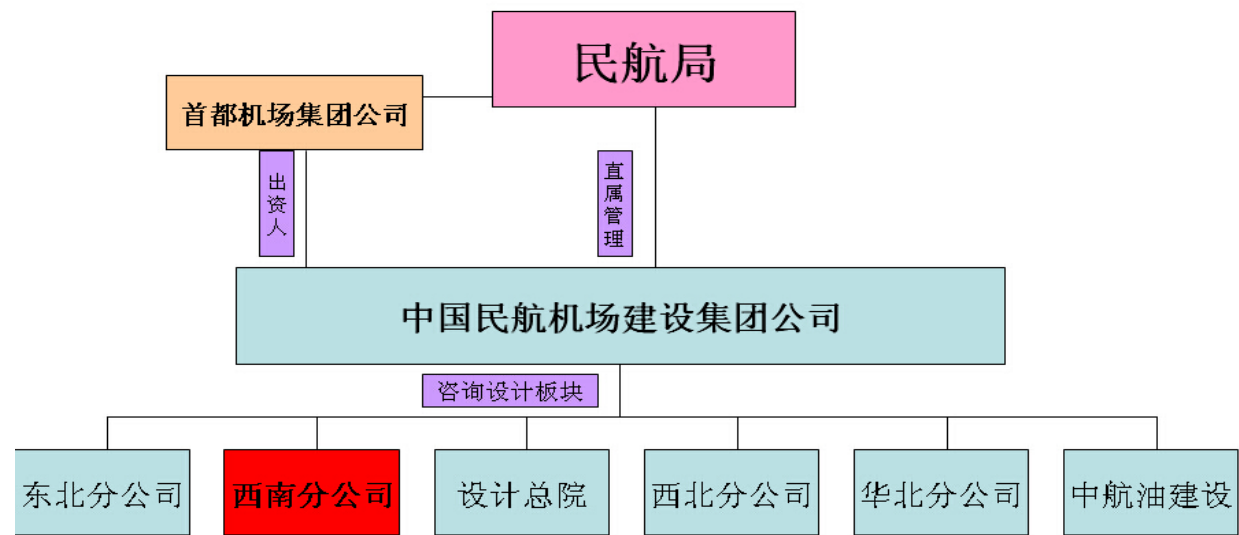 民航局
首都机场集团公司
出资人
直属管理
中国民航机场建设集团公司
咨询设计板块
东北分公司
西南分公司
设计总院
西北分公司
华北分公司
中航油建设